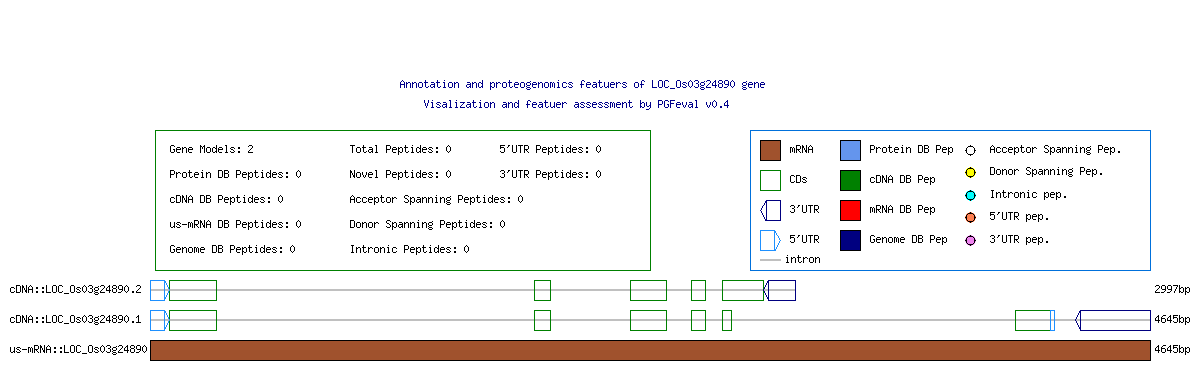 Annotation and proteogenomics featuers of LOC_Os03g24890 gene
Visalization and featuer assessment by PGFeval v0.4
Gene Models: 2 Total Peptides: 0 5'UTR Peptides: 0
Protein DB Peptides: 0 Novel Peptides: 0 3'UTR Peptides: 0
cDNA DB Peptides: 0 Acceptor Spanning Peptides: 0
us-mRNA DB Peptides: 0 Donor Spanning Peptides: 0
Genome DB Peptides: 0 Intronic Peptides: 0
mRNA Protein DB Pep Acceptor Spanning Pep.
CDs cDNA DB Pep Donor Spanning Pep.
3'UTR mRNA DB Pep Intronic pep.
5'UTR Genome DB Pep 5'UTR pep.
intron 3'UTR pep.
cDNA::LOC_Os03g24890.2 2997bp
cDNA::LOC_Os03g24890.1 4645bp
us-mRNA::LOC_Os03g24890 4645bp